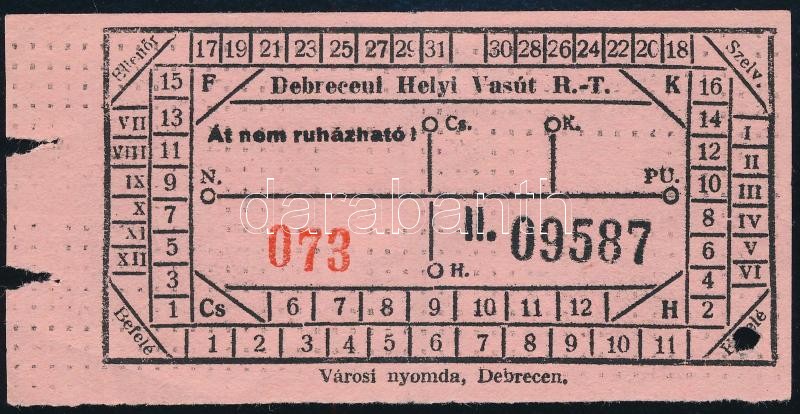 Ellenőr 17 19 21 23 25 27 29 31 30 28 26 24 22 20 18 Szelv.
15 F Debreceni Helyi Vasút R.-T. K 16
VII 13 Át nem ruházható! Cs. K. 14 I
VIII 11 12 II
IX 9 N. PU. 10 III
X 7 8 IV
XI 5 073 II. 09587 6 V
XII 3 H. 4 VI
1 Cs 6 7 8 9 10 11 12 H 2
Befelé 1 2 3 4 5 6 7 8 9 10 11
Városi nyomda, Debrecen.
darabanth